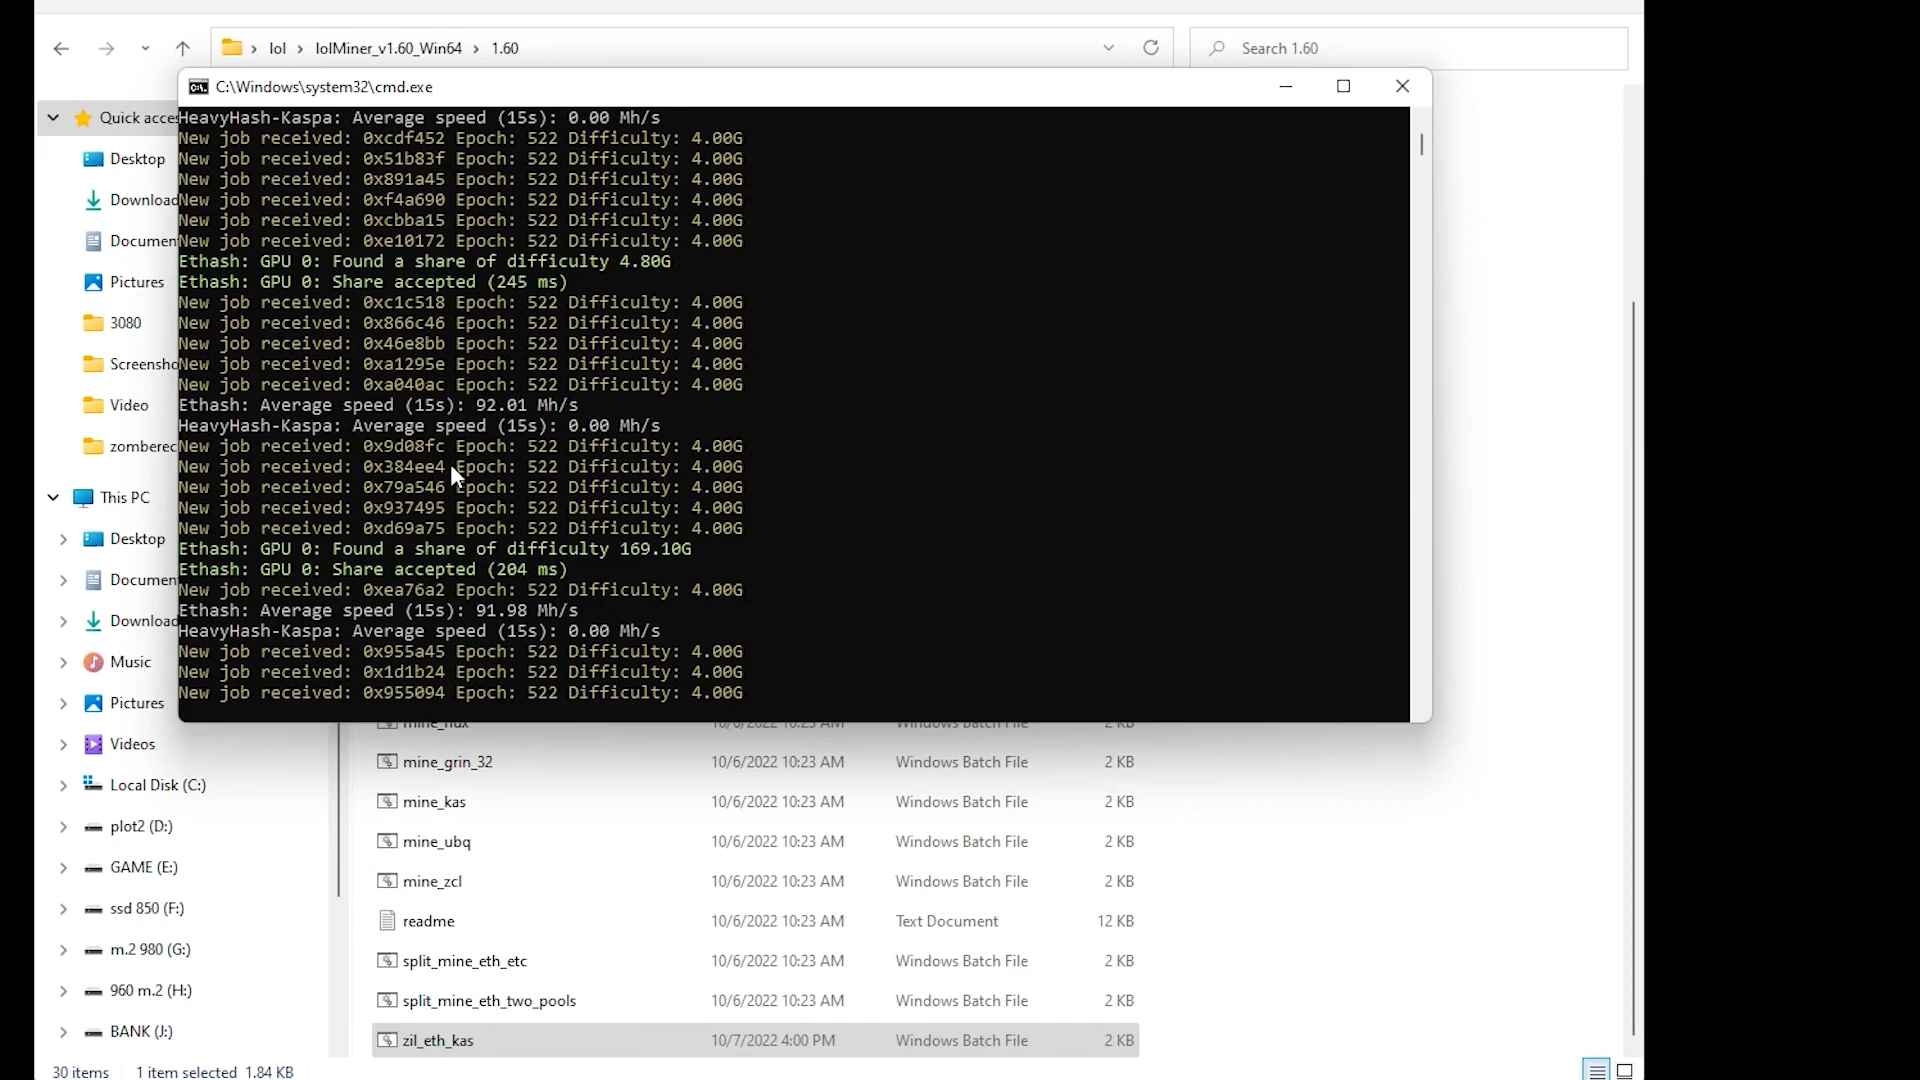 lol > lolMiner_v1.60_Win64 > 1.60
Search 1.60
C:\Windows\system32\cmd.exe
HeavyHash-Kaspa: Average speed (15s): 0.00 Mh/s
New job received: 0xcdf452 Epoch: 522 Difficulty: 4.00G
New job received: 0x51b83f Epoch: 522 Difficulty: 4.00G
New job received: 0x891a45 Epoch: 522 Difficulty: 4.00G
New job received: 0xf4a690 Epoch: 522 Difficulty: 4.00G
New job received: 0xcbba15 Epoch: 522 Difficulty: 4.00G
New job received: 0xe10172 Epoch: 522 Difficulty: 4.00G
Ethash: GPU 0: Found a share of difficulty 4.80G
Ethash: GPU 0: Share accepted (245 ms)
New job received: 0xc1c518 Epoch: 522 Difficulty: 4.00G
New job received: 0x866c46 Epoch: 522 Difficulty: 4.00G
New job received: 0x46e8bb Epoch: 522 Difficulty: 4.00G
New job received: 0xa1295e Epoch: 522 Difficulty: 4.00G
New job received: 0xa040ac Epoch: 522 Difficulty: 4.00G
Ethash: Average speed (15s): 92.01 Mh/s
HeavyHash-Kaspa: Average speed (15s): 0.00 Mh/s
New job received: 0x9d08fc Epoch: 522 Difficulty: 4.00G
New job received: 0x384ee4 Epoch: 522 Difficulty: 4.00G
New job received: 0x79a546 Epoch: 522 Difficulty: 4.00G
New job received: 0x937495 Epoch: 522 Difficulty: 4.00G
New job received: 0xd69a75 Epoch: 522 Difficulty: 4.00G
Ethash: GPU 0: Found a share of difficulty 169.10G
Ethash: GPU 0: Share accepted (204 ms)
New job received: 0xea76a2 Epoch: 522 Difficulty: 4.00G
Ethash: Average speed (15s): 91.98 Mh/s
HeavyHash-Kaspa: Average speed (15s): 0.00 Mh/s
New job received: 0x955a45 Epoch: 522 Difficulty: 4.00G
New job received: 0x1d1b24 Epoch: 522 Difficulty: 4.00G
New job received: 0x955094 Epoch: 522 Difficulty: 4.00G
Quick acces
Desktop
Download
Documen
Pictures
3080
Screensho
Video
zomberec
This PC
Desktop
Documen
Download
Music
Pictures
Videos
Local Disk (C:)
plot2 (D:)
GAME (E:)
ssd 850 (F:)
m.2 980 (G:)
960 m.2 (H:)
BANK (J:)
10/6/2022 10:23 AM Windows Batch File 2 KB
mine_grin_32 10/6/2022 10:23 AM Windows Batch File 2 KB
mine_kas 10/6/2022 10:23 AM Windows Batch File 2 KB
mine_ubq 10/6/2022 10:23 AM Windows Batch File 2 KB
mine_zcl 10/6/2022 10:23 AM Windows Batch File 2 KB
readme 10/6/2022 10:23 AM Text Document 12 KB
split_mine_eth_etc 10/6/2022 10:23 AM Windows Batch File 2 KB
split_mine_eth_two_pools 10/6/2022 10:23 AM Windows Batch File 2 KB
zil_eth_kas 10/7/2022 4:00 PM Windows Batch File 2 KB
30 items 1 item selected 1.84 KB